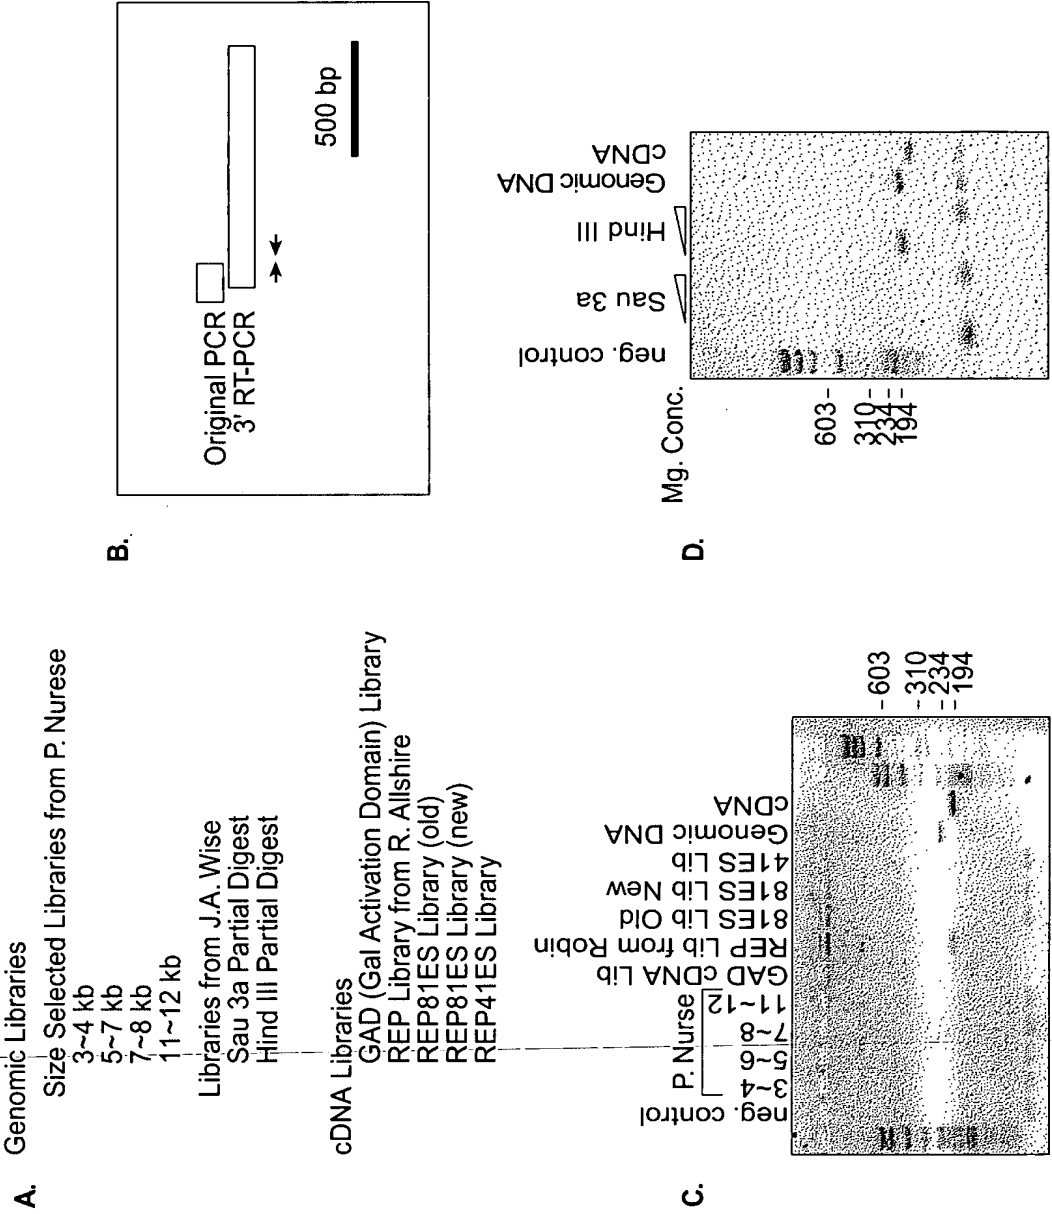 A.
Genomic Libraries
Size Selected Libraries from P. Nurese
3~4 kb
5~7 kb
7~8 kb
11~12 kb
Libraries from J.A. Wise
Sau 3a Partial Digest
Hind III Partial Digest
cDNA Libraries
GAD (Gal Activation Domain) Library
REP Library from R. Allshire
REP81ES Library (old)
REP81ES Library (new)
REP41ES Library
B.
Original PCR
3' RT-PCR
500 bp
C.
neg. control
P. Nurse
3~4
5~6
7~8
11~12
GAD cDNA Lib
REP Lib from Robin
81ES Lib Old
81ES Lib New
41ES Lib
Genomic DNA
cDNA
603
310
234
194
D.
Mg. Conc.
neg. control
Sau 3a
Hind III
Genomic DNA
cDNA
603
310
234
194